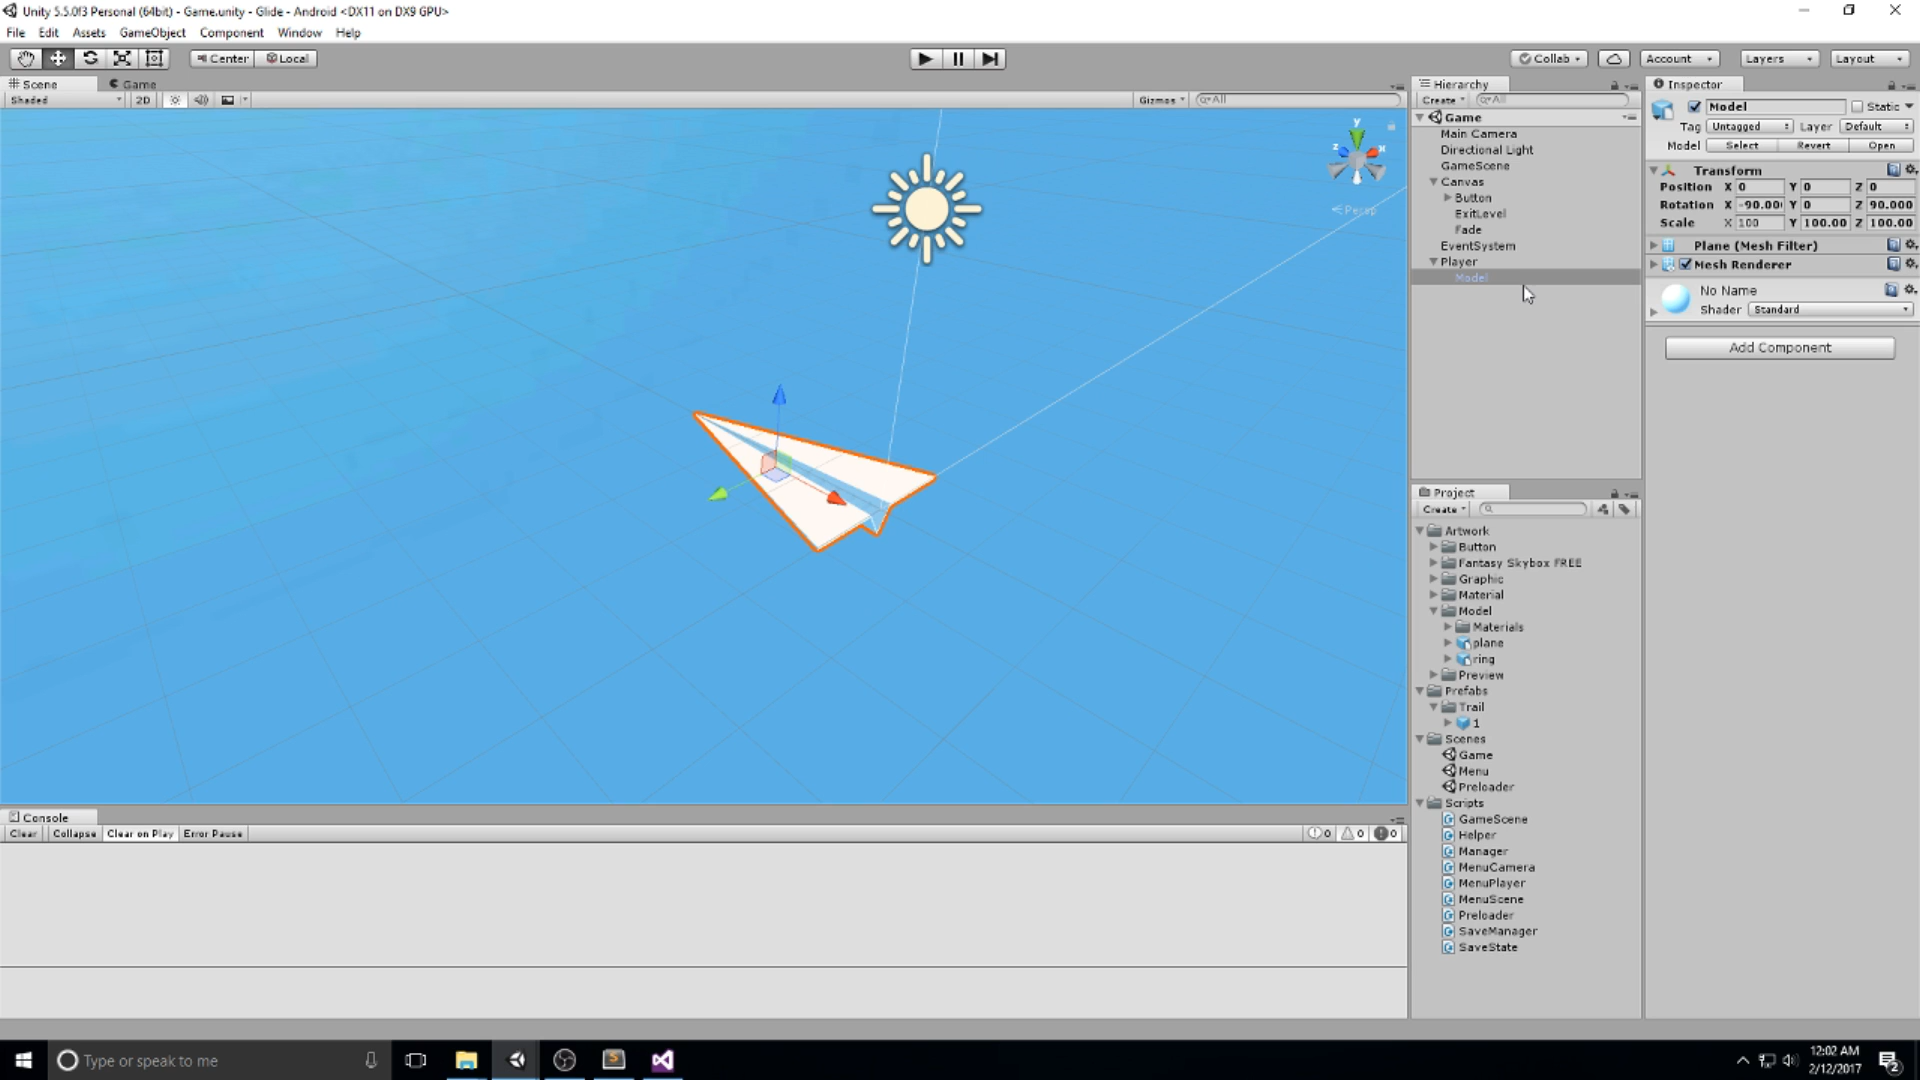 Unity 5.5.0f3 Personal (64bit) - Game.unity - Glide - Android <DX11 on DX9 GPU>
File Edit Assets GameObject Component Window Help
Center Local Collab Account Layers Layout
Scene Game
Shaded 2D Gizmos All
Hierarchy
Create All
Game
Main Camera
Directional Light
GameScene
Canvas
Button
ExitLevel
Fade
EventSystem
Player
Model
y
z x
Persp
Inspector
Model Static
Tag Untagged Layer Default
Model Select Revert Open
Transform
Position X 0 Y 0 Z 0
Rotation X -90.00 Y 0 Z 90.000
Scale X 100 Y 100.00 Z 100.00
Plane (Mesh Filter)
Mesh Renderer
No Name
Shader Standard
Add Component
Project
Create
Artwork
Button
Fantasy Skybox FREE
Graphic
Material
Model
Materials
plane
ring
Preview
Prefabs
Trail
1
Scenes
Game
Menu
Preloader
Scripts
GameScene
Helper
Manager
MenuCamera
MenuPlayer
MenuScene
Preloader
SaveManager
SaveState
Console
Clear Collapse Clear on Play Error Pause 0 0 0
Type or speak to me
12:02 AM
2/12/2017
2